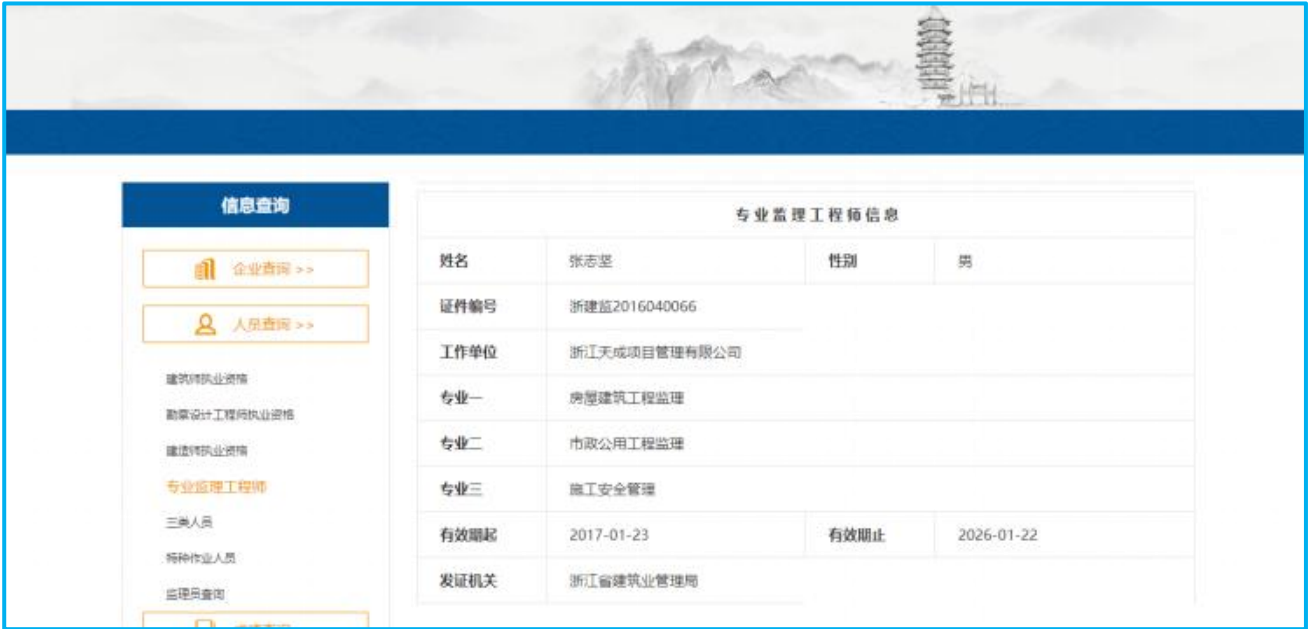 信息查询
企业查询 >>
人员查询 >>
建筑师执业资格
勘察设计工程师执业资格
建造师执业资格
专业监理工程师
三类人员
特种作业人员
监理员查询
专业监理工程师信息
姓名 张志坚 性别 男
证件编号 浙建监2016040066
工作单位 浙江天成项目管理有限公司
专业一 房屋建筑工程监理
专业二 市政公用工程监理
专业三 施工安全管理
有效期起 2017-01-23 有效期止 2026-01-22
发证机关 浙江省建筑业管理局